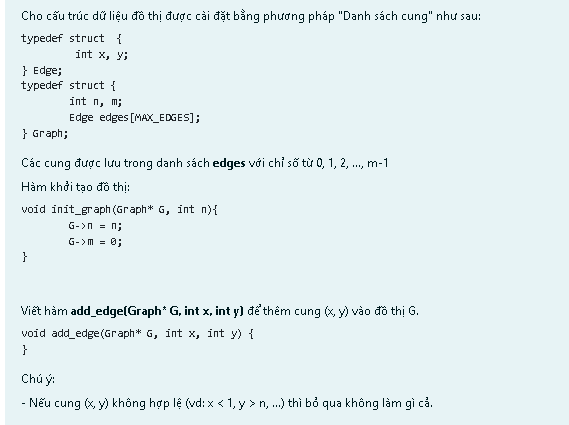 Cho cấu trúc dữ liệu đồ thị được cài đặt bằng phương pháp "Danh sách cung" như sau:
typedef struct {
int x, y;
} Edge;
typedef struct {
int n, m;
Edge edges[MAX_EDGES];
} Graph;
Các cung được lưu trong danh sách edges với chỉ số từ 0, 1, 2, ..., m-1
Hàm khởi tạo đồ thị:
void init_graph(Graph* G, int n){
G->n = n;
G->m = 0;
}
Viết hàm add_edge(Graph* G, int x, int y) để thêm cung (x, y) vào đồ thị G.
void add_edge(Graph* G, int x, int y) {
}
Chú ý:
- Nếu cung (x, y) không hợp lệ (vd: x < 1, y > n, ...) thì bỏ qua không làm gì cả.